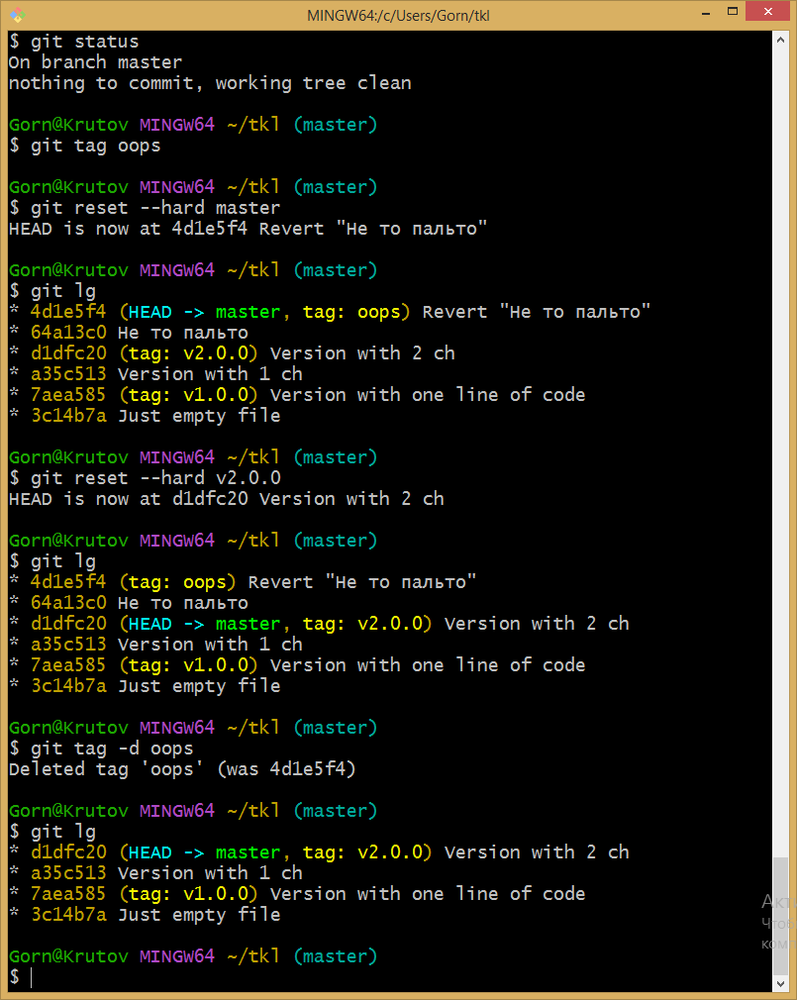 MINGW64:/c/Users/Gorn/tkl
$ git status
On branch master
nothing to commit, working tree clean
Gorn@Krutov MINGW64 ~/tkl (master)
$ git tag oops
Gorn@Krutov MINGW64 ~/tkl (master)
$ git reset --hard master
HEAD is now at 4d1e5f4 Revert "Не то пальто"
Gorn@Krutov MINGW64 ~/tkl (master)
$ git lg
* 4d1e5f4 (HEAD -> master, tag: oops) Revert "Не то пальто"
* 64a13c0 Не то пальто
* d1dfc20 (tag: v2.0.0) Version with 2 ch
* a35c513 Version with 1 ch
* 7aea585 (tag: v1.0.0) Version with one line of code
* 3c14b7a Just empty file
Gorn@Krutov MINGW64 ~/tkl (master)
$ git reset --hard v2.0.0
HEAD is now at d1dfc20 Version with 2 ch
Gorn@Krutov MINGW64 ~/tkl (master)
$ git lg
* 4d1e5f4 (tag: oops) Revert "Не то пальто"
* 64a13c0 Не то пальто
* d1dfc20 (HEAD -> master, tag: v2.0.0) Version with 2 ch
* a35c513 Version with 1 ch
* 7aea585 (tag: v1.0.0) Version with one line of code
* 3c14b7a Just empty file
Gorn@Krutov MINGW64 ~/tkl (master)
$ git tag -d oops
Deleted tag 'oops' (was 4d1e5f4)
Gorn@Krutov MINGW64 ~/tkl (master)
$ git lg
* d1dfc20 (HEAD -> master, tag: v2.0.0) Version with 2 ch
* a35c513 Version with 1 ch
* 7aea585 (tag: v1.0.0) Version with one line of code
* 3c14b7a Just empty file
Gorn@Krutov MINGW64 ~/tkl (master)
$